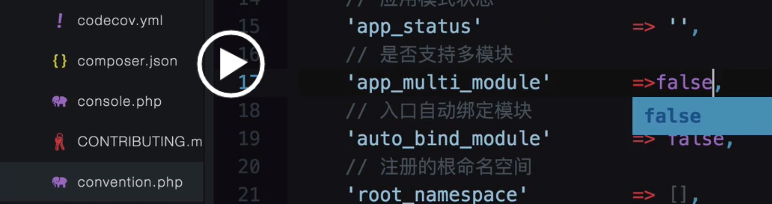 codecov.yml
composer.json
console.php
CONTRIBUTING.m
convention.php
14 // 应用模式状态
15 'app_status' => '',
16 // 是否支持多模块
17 'app_multi_module' =>false,
false
18 // 入口自动绑定模块
19 'auto_bind_module' => false,
20 // 注册的根命名空间
21 'root_namespace' => [],